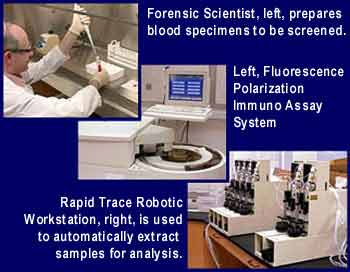 Forensic Scientist, left, prepares
blood specimens to be screened.
Left, Fluorescence
Polarization
Immuno Assay
System
Rapid Trace Robotic
Workstation, right, is used
to automatically extract
samples for analysis.